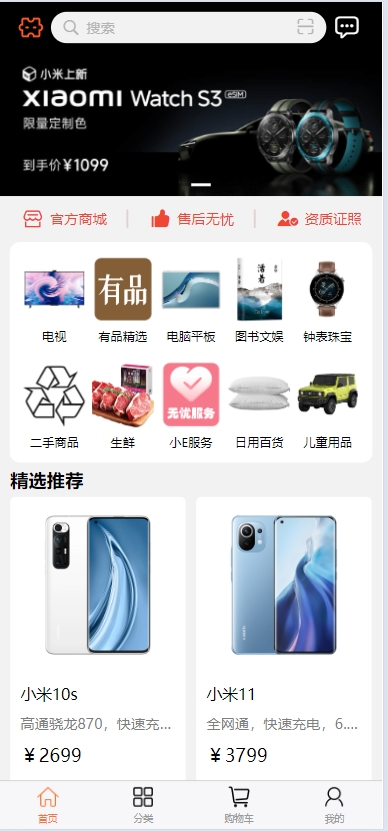 搜索
小米上新
xiaomi Watch S3 eSIM
限量定制色
到手价¥1099
官方商城 售后无忧 资质证照
有品
活着
无忧服务
电视 有品精选 电脑平板 图书文娱 钟表珠宝
二手商品 生鲜 小E服务 日用百货 儿童用品
精选推荐
小米10s 小米11
高通骁龙870，快速充... 全网通，快速充电，6....
￥2699 ￥3799
首页 分类 购物车 我的